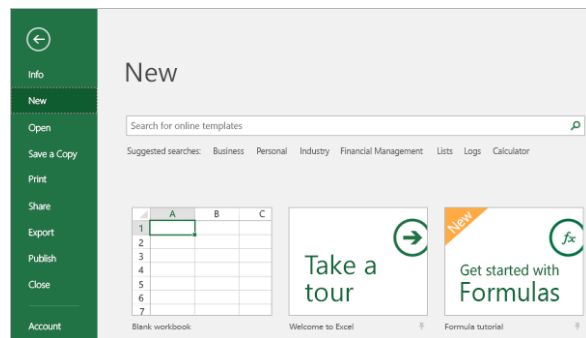 Info
New
Open
Save a Copy
Print
Share
Export
Publish
Close
Account
New
Search for online templates
Suggested searches: Business Personal Industry Financial Management Lists Logs Calculator
A B C
1
2
3
4
5
6
7
Blank workbook
Take a
tour
Welcome to Excel
New
fx
Get started with
Formulas
Formula tutorial